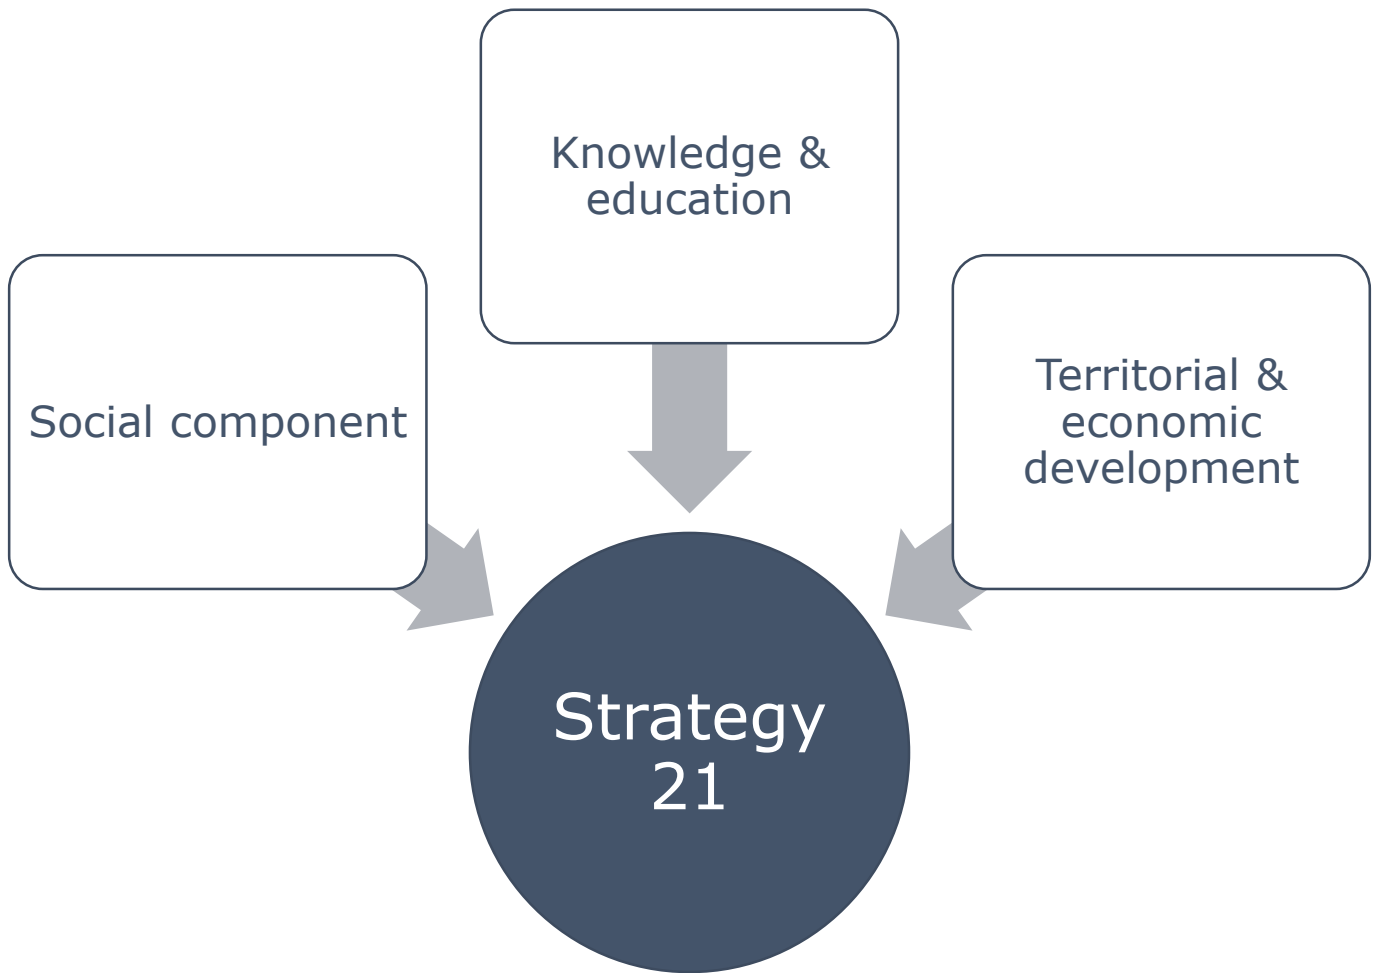 Knowledge &
education
Social component
Territorial &
economic
development
Strategy
21